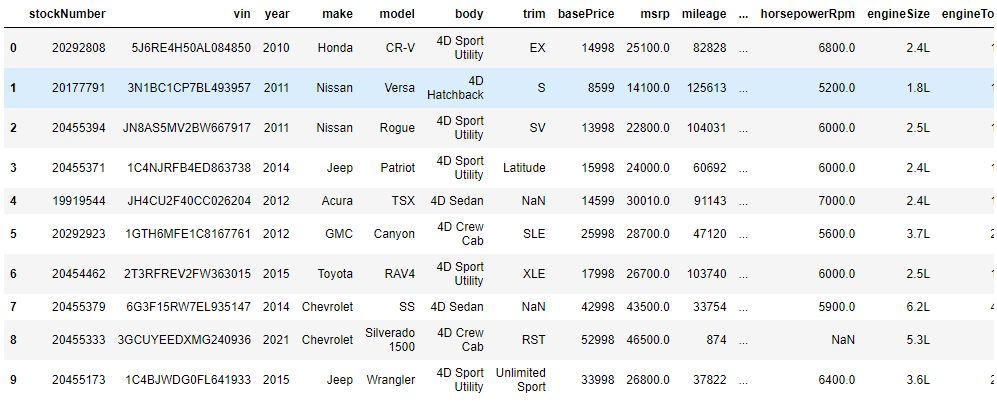 stockNumber vin year make model body trim basePrice msrp mileage ... horsepowerRpm engineSize engineTo
0 20292808 5J6RE4H50AL084850 2010 Honda CR-V 4D Sport Utility EX 14998 25100.0 82828 ... 6800.0 2.4L 1
1 20177791 3N1BC1CP7BL493957 2011 Nissan Versa 4D Hatchback S 8599 14100.0 125613 ... 5200.0 1.8L 1
2 20455394 JN8AS5MV2BW667917 2011 Nissan Rogue 4D Sport Utility SV 13998 22800.0 104031 ... 6000.0 2.5L 1
3 20455371 1C4NJRFB4ED863738 2014 Jeep Patriot 4D Sport Utility Latitude 15998 24000.0 60692 ... 6000.0 2.4L 1
4 19919544 JH4CU2F40CC026204 2012 Acura TSX 4D Sedan NaN 14599 30010.0 91143 ... 7000.0 2.4L 1
5 20292923 1GTH6MFE1C8167761 2012 GMC Canyon 4D Crew Cab SLE 25998 28700.0 47120 ... 5600.0 3.7L 2
6 20454462 2T3RFREV2FW363015 2015 Toyota RAV4 4D Sport Utility XLE 17998 26700.0 103740 ... 6000.0 2.5L 1
7 20455379 6G3F15RW7EL935147 2014 Chevrolet SS 4D Sedan NaN 42998 43500.0 33754 ... 5900.0 6.2L 4
8 20455333 3GCUYEEDXMG240936 2021 Chevrolet Silverado 1500 4D Crew Cab RST 52998 46500.0 874 ... NaN 5.3L
9 20455173 1C4BJWDG0FL641933 2015 Jeep Wrangler 4D Sport Utility Unlimited Sport 33998 26800.0 37822 ... 6400.0 3.6L 2